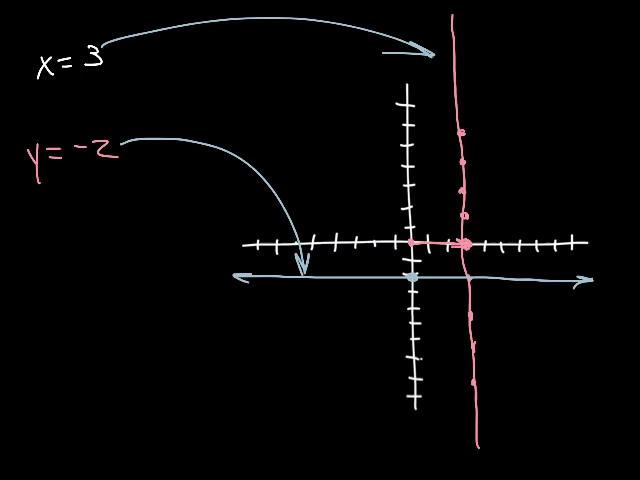 x = 3
y = -2